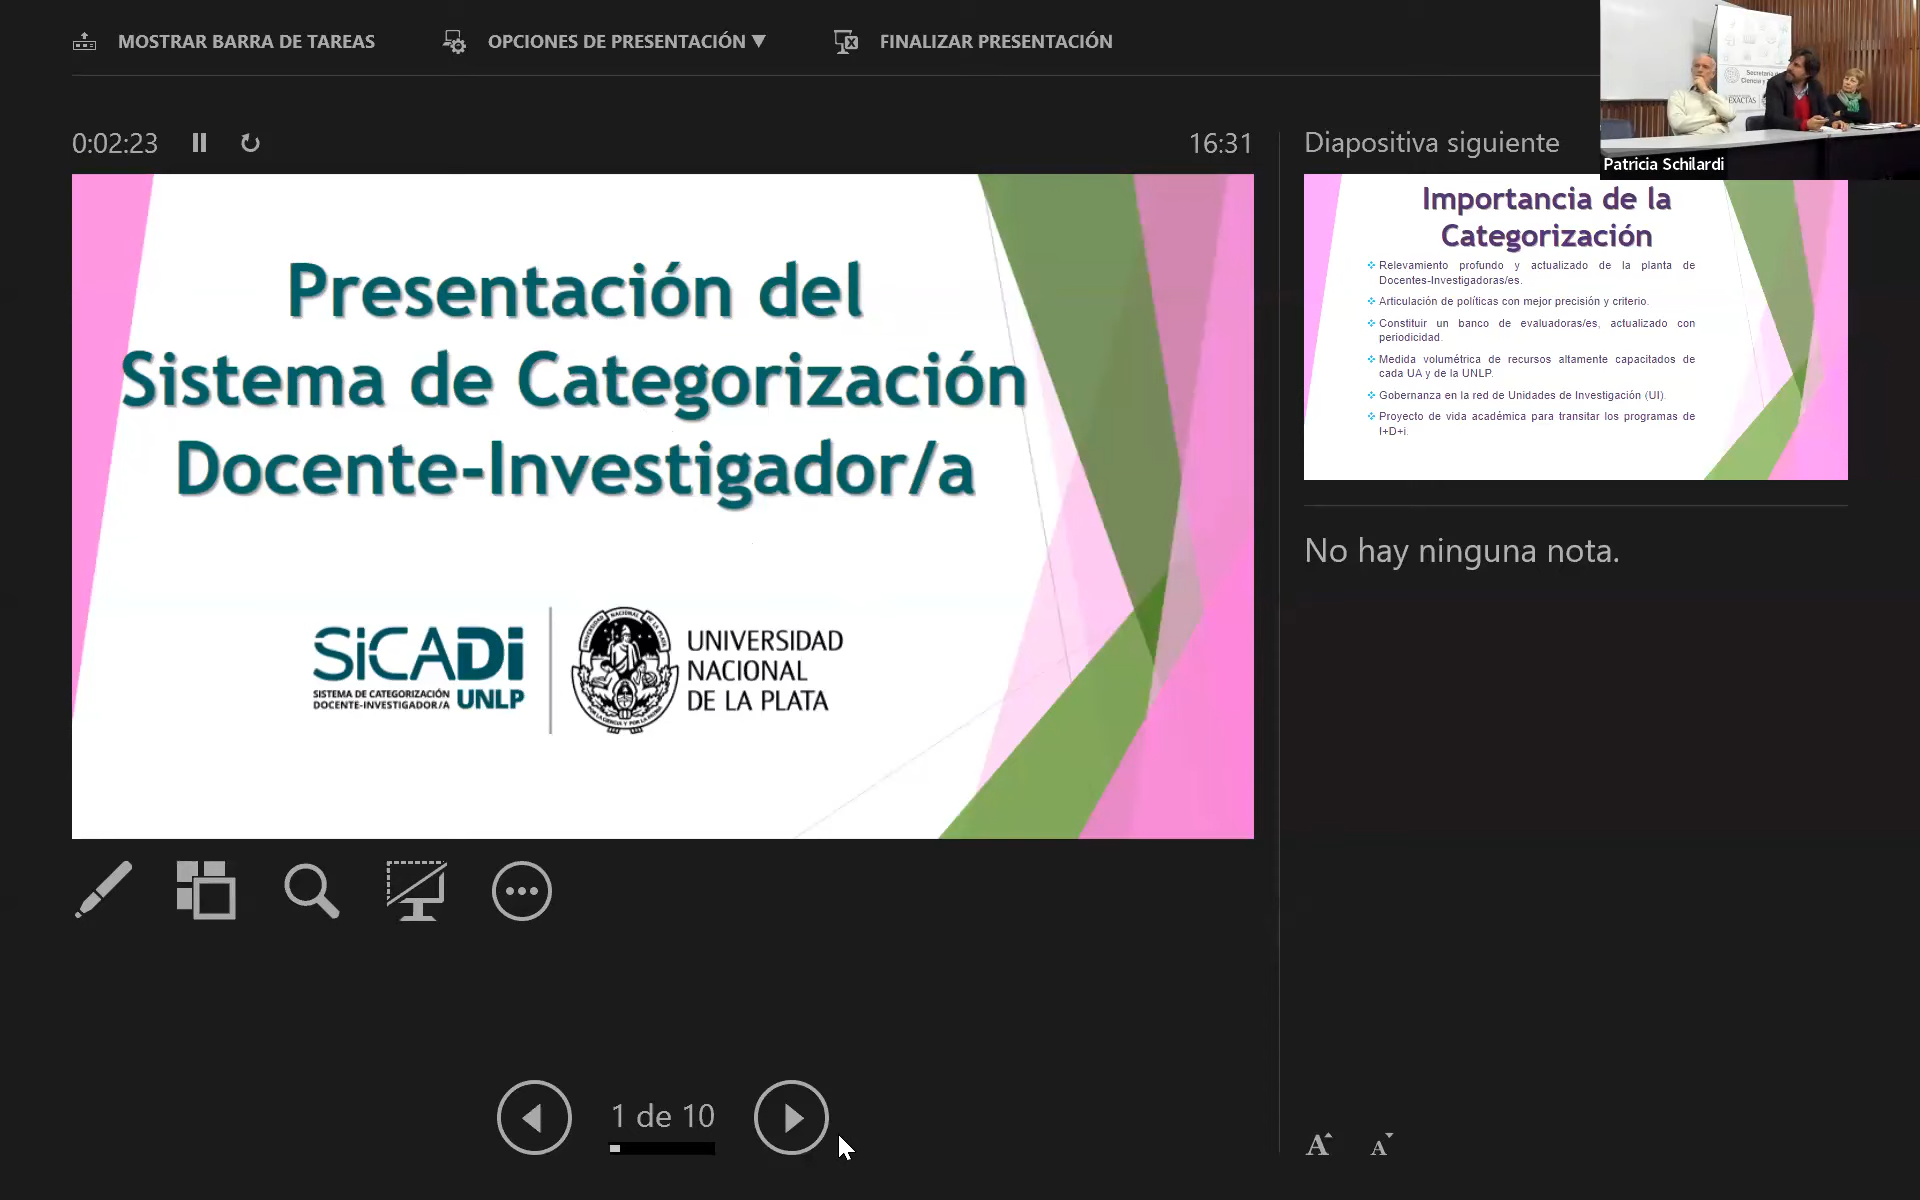 MOSTRAR BARRA DE TAREAS
OPCIONES DE PRESENTACIÓN
FINALIZAR PRESENTACIÓN
0:02:23
16:31
Presentación del
Sistema de Categorización
Docente-Investigador/a
SiCADi
SISTEMA DE CATEGORIZACIÓN
DOCENTE-INVESTIGADOR/A UNLP
UNIVERSIDAD
NACIONAL
DE LA PLATA
1 de 10
Diapositiva siguiente
Patricia Schilardi
EXACTAS
Importancia de la
Categorización
Relevamiento profundo y actualizado de la planta de
Docentes-Investigadoras/es.
Articulación de políticas con mejor precisión y criterio.
Constituir un banco de evaluadoras/es, actualizado con
periodicidad.
Medida volumétrica de recursos altamente capacitados de
cada UA y de la UNLP.
Gobernanza en la red de Unidades de Investigación (UI).
Proyecto de vida académica para transitar los programas de
I+D+i.
No hay ninguna nota.
A A